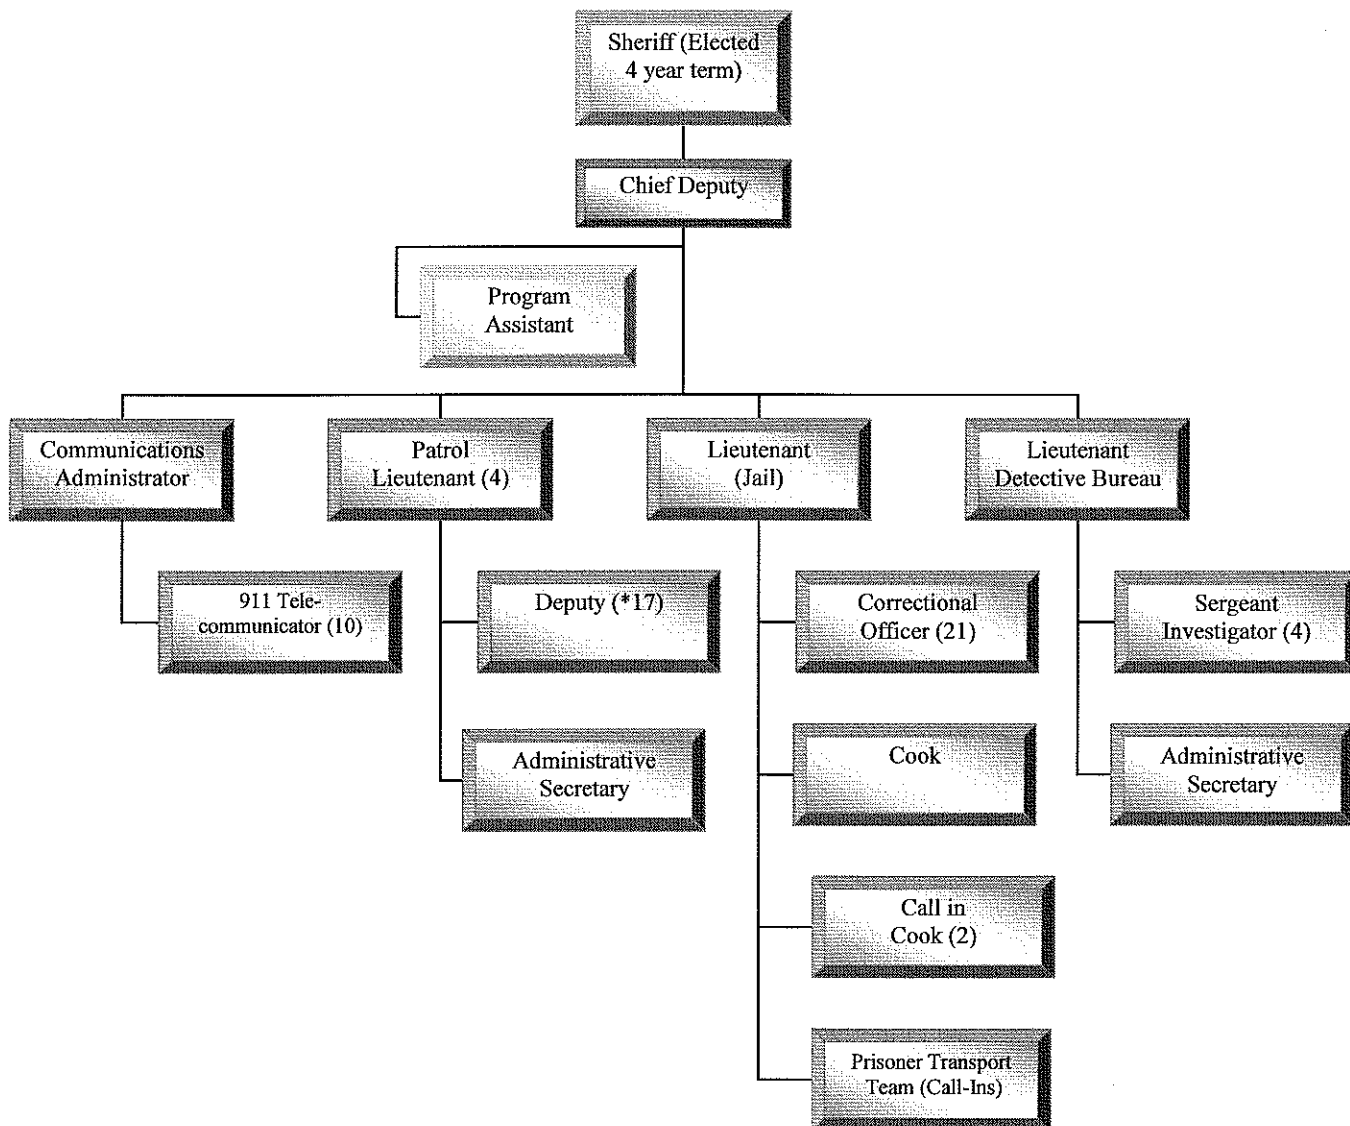 Sheriff (Elected
4 year term)
Chief Deputy
Program
Assistant
Communications
Administrator
Patrol
Lieutenant (4)
Lieutenant
(Jail)
Lieutenant
Detective Bureau
911 Tele-
communicator (10)
Deputy (*17)
Correctional
Officer (21)
Sergeant
Investigator (4)
Administrative
Secretary
Cook
Administrative
Secretary
Call in
Cook (2)
Prisoner Transport
Team (Call-Ins)